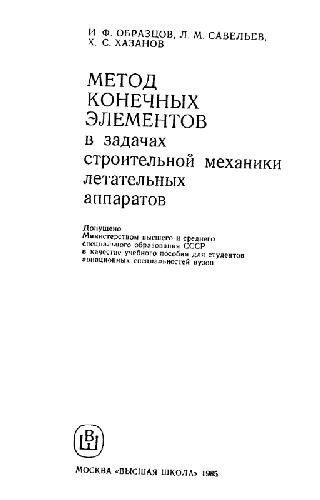 И. Ф. ОБРАЗЦОВ, Л. М. САВЕЛЬЕВ,
Х. С. ХАЗАНОВ
МЕТОД
КОНЕЧНЫХ
ЭЛЕМЕНТОВ
в задачах
строительной механики
летательных
аппаратов
Допущено
Министерством высшего и среднего
специального образования СССР
в качестве учебного пособия для студентов
авиационных специальностей вузов
ВШ
МОСКВА «ВЫСШАЯ ШКОЛА» 1985